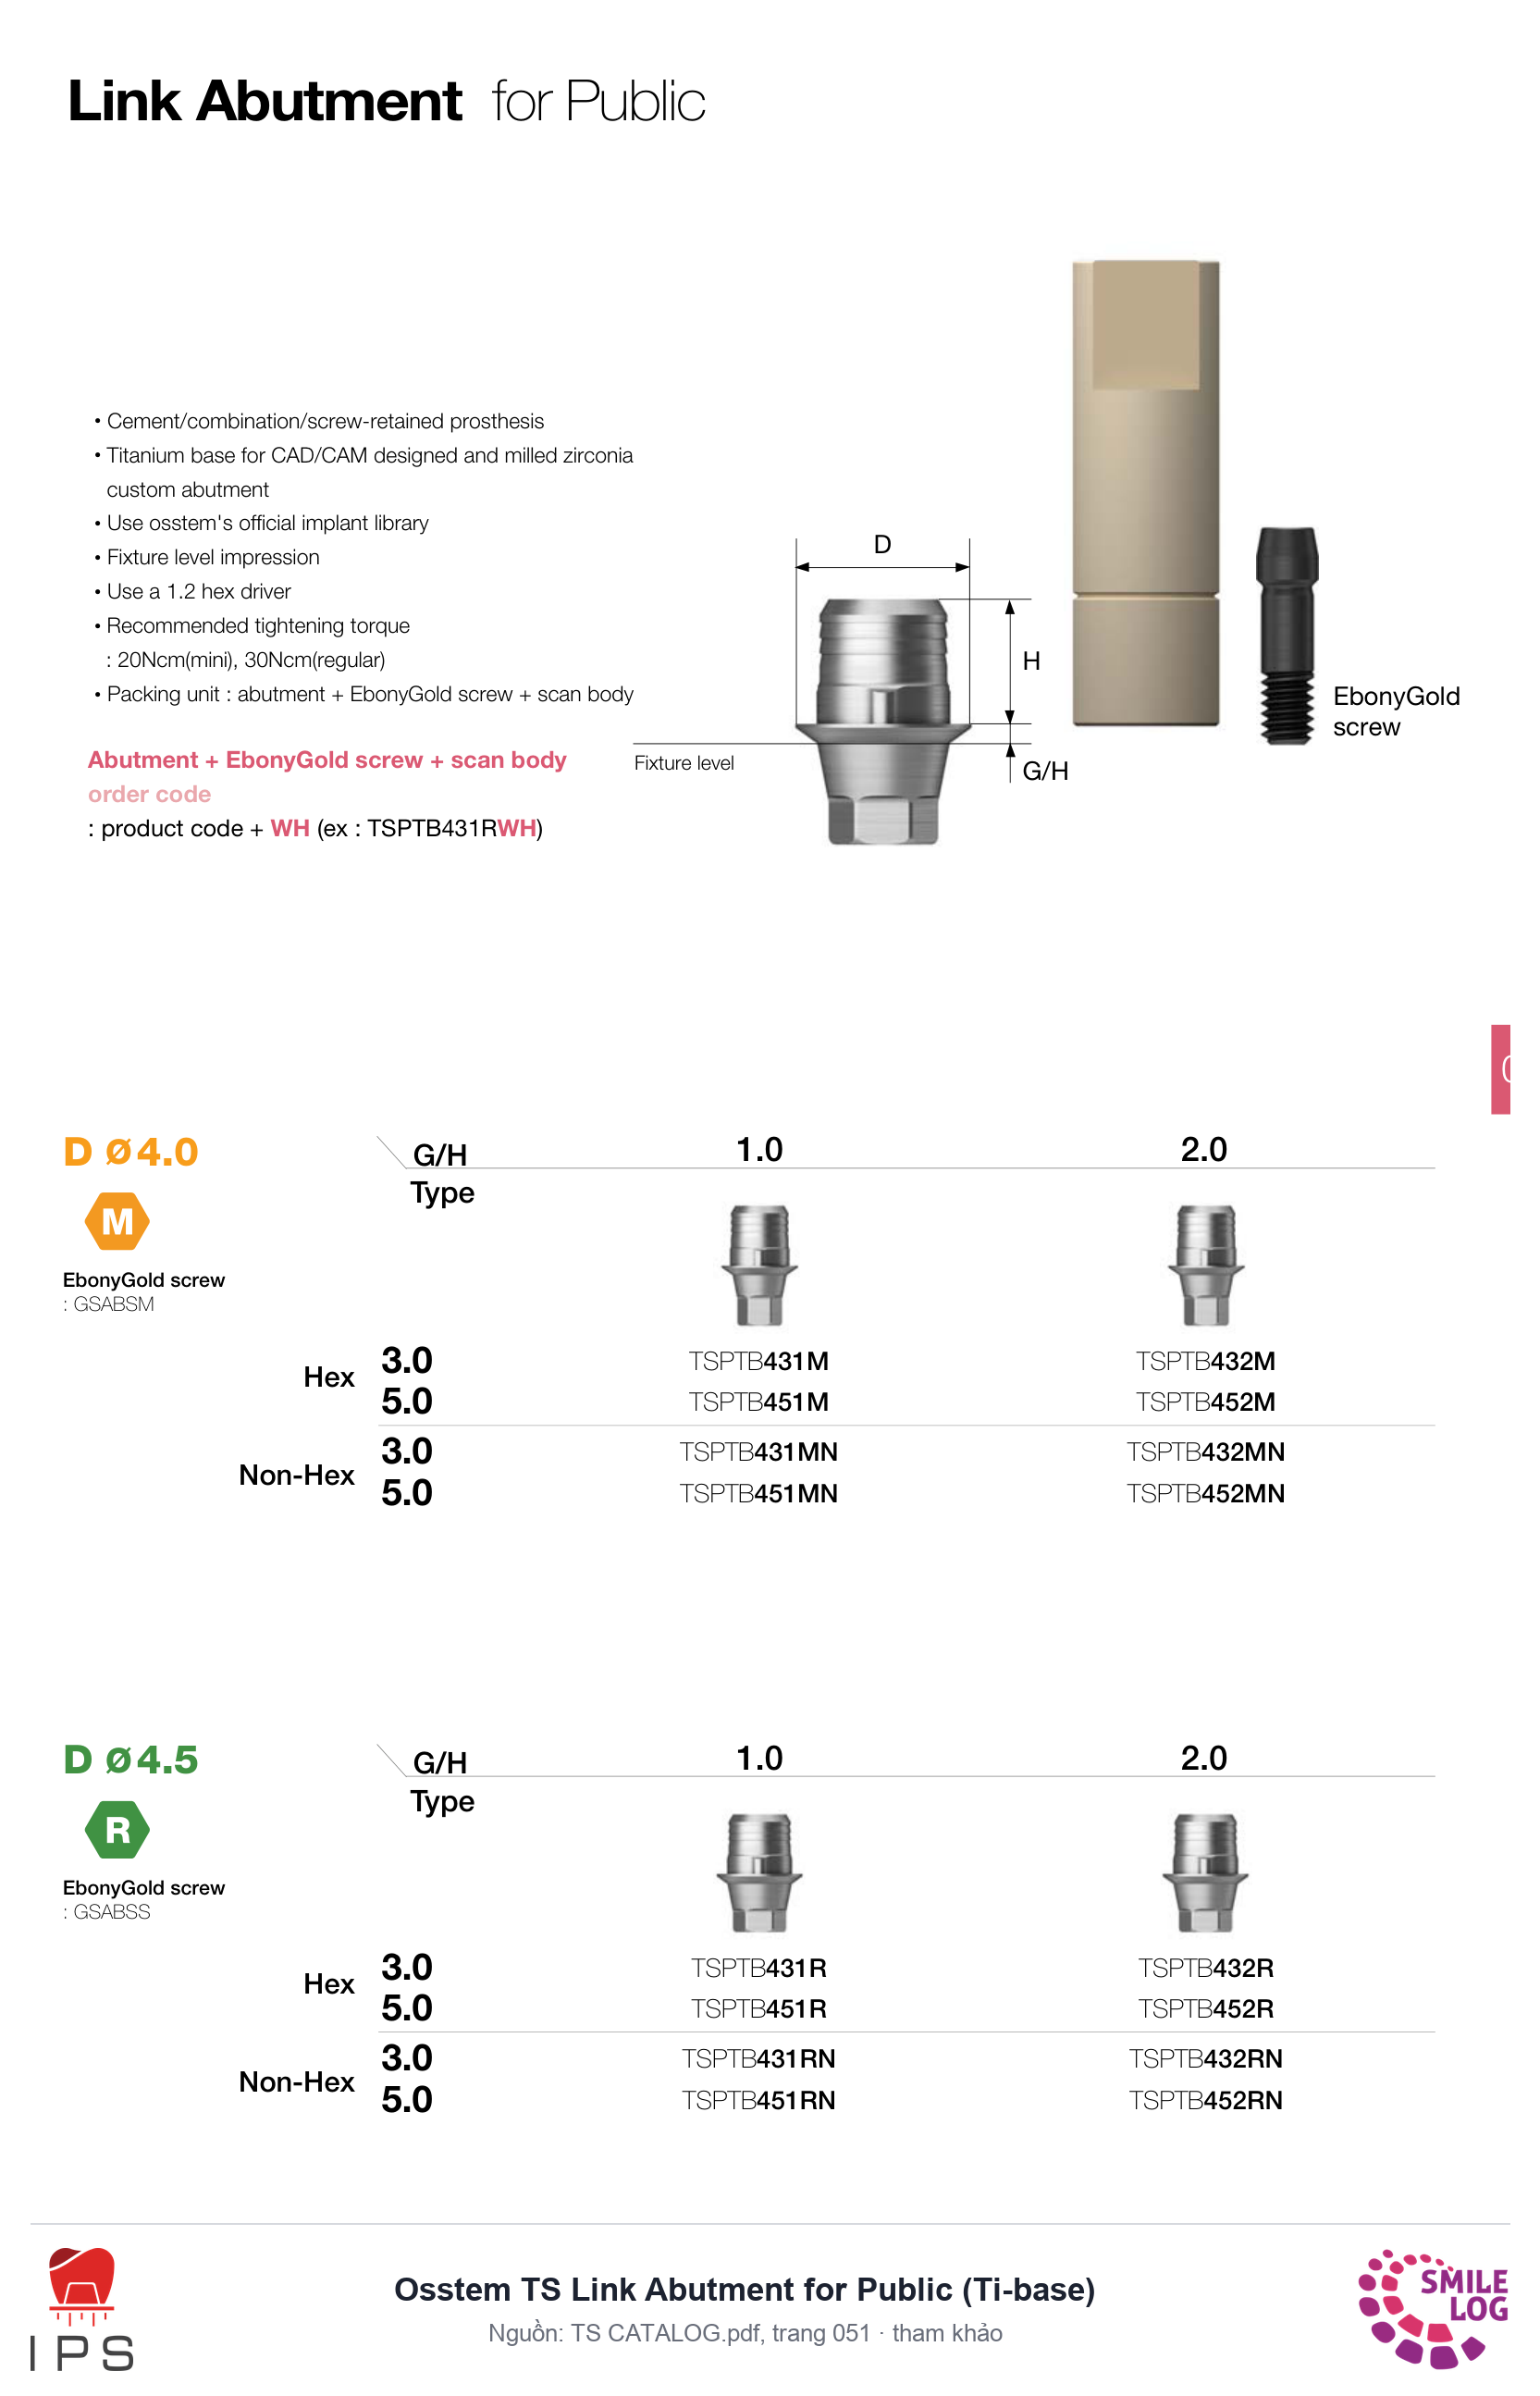 Link Abutment for Public
• Cement/combination/screw-retained prosthesis
• Titanium base for CAD/CAM designed and milled zirconia
custom abutment
• Use osstem's official implant library
• Fixture level impression
• Use a 1.2 hex driver
• Recommended tightening torque
: 20Ncm(mini), 30Ncm(regular)
• Packing unit : abutment + EbonyGold screw + scan body
Abutment + EbonyGold screw + scan body
order code
: product code + WH (ex : TSPTB431RWH)
D
H
G/H
Fixture level
EbonyGold
screw
D Ø4.0
M
EbonyGold screw
: GSABSM
G/H 1.0 2.0
Type
Hex
3.0 TSPTB431M TSPTB432M
5.0 TSPTB451M TSPTB452M
Non-Hex
3.0 TSPTB431MN TSPTB432MN
5.0 TSPTB451MN TSPTB452MN
D Ø4.5
R
EbonyGold screw
: GSABSS
G/H 1.0 2.0
Type
Hex
3.0 TSPTB431R TSPTB432R
5.0 TSPTB451R TSPTB452R
Non-Hex
3.0 TSPTB431RN TSPTB432RN
5.0 TSPTB451RN TSPTB452RN
IPS
Osstem TS Link Abutment for Public (Ti-base)
Nguồn: TS CATALOG.pdf, trang 051 · tham khảo
SMILE
LOG